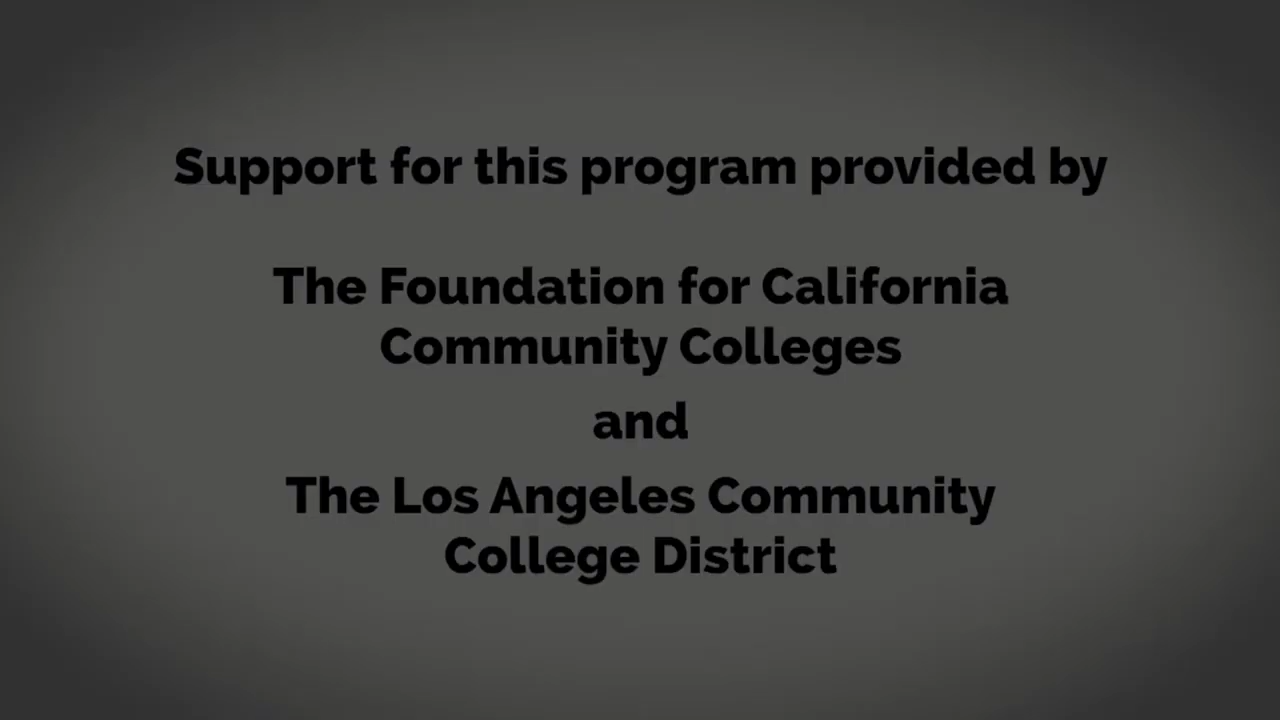 Support for this program provided by
The Foundation for California
Community Colleges
and
The Los Angeles Community
College District